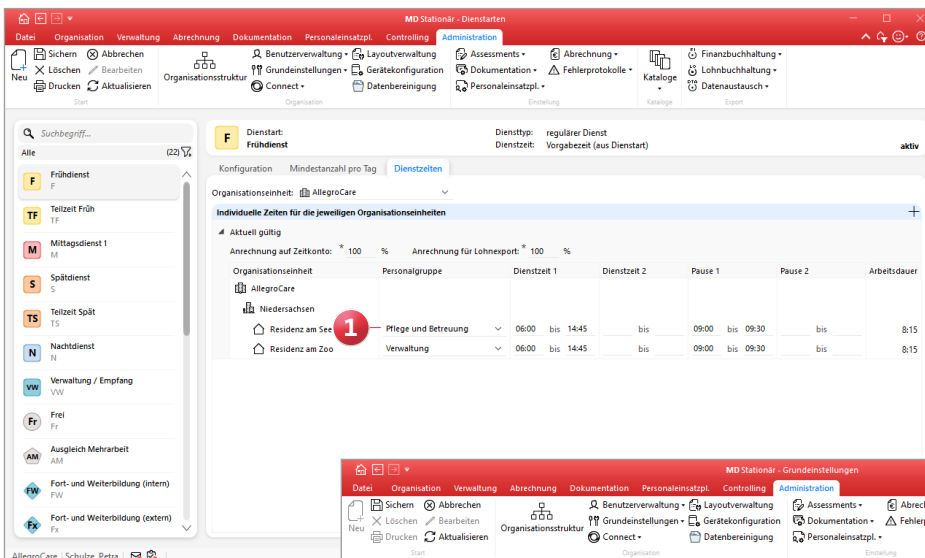 MD Stationär - Dienstarten
Datei Organisation Verwaltung Abrechnung Dokumentation Personaleinsatzpl. Controlling Administration
Neu
Sichern Abbrechen
Löschen Bearbeiten
Drucken Aktualisieren
Start
Organisationsstruktur
Benutzerverwaltung Layoutverwaltung
Grundeinstellungen Gerätekonfiguration
Connect Datenbereinigung
Organisation
Assessments Abrechnung
Dokumentation Fehlerprotokolle
Personaleinsatzpl.
Einstellung
Kataloge
Kataloge
Finanzbuchhaltung
Lohnbuchhaltung
Datenaustausch
Export
Suchbegriff...
Alle (22)
F Frühdienst
F
TF Teilzeit Früh
TF
M Mittagsdienst 1
M
S Spätdienst
S
TS Teilzeit Spät
TS
N Nachtdienst
N
VW Verwaltung / Empfang
VW
Fr Frei
Fr
AM Ausgleich Mehrarbeit
AM
FW Fort- und Weiterbildung (intern)
FW
Fx Fort- und Weiterbildung (extern)
Fx
AllegroCare Schulze, Petra
F
Dienstart: Diensttyp: regulärer Dienst
Frühdienst Dienstzeit: Vorgabezeit (aus Dienstart) aktiv
Konfiguration Mindestanzahl pro Tag Dienstzeiten
Organisationseinheit: AllegroCare
Individuelle Zeiten für die jeweiligen Organisationseinheiten
Aktuell gültig
Anrechnung auf Zeitkonto: * 100 % Anrechnung für Lohnexport: * 100 %
Organisationseinheit Personalgruppe Dienstzeit 1 Dienstzeit 2 Pause 1 Pause 2 Arbeitsdauer
AllegroCare
Niedersachsen
Residenz am See 1 Pflege und Betreuung 06:00 bis 14:45 bis 09:00 bis 09:30 bis 8:15
Residenz am Zoo Verwaltung 06:00 bis 14:45 bis 09:00 bis 09:30 bis 8:15
MD Stationär - Grundeinstellungen
Datei Organisation Verwaltung Abrechnung Dokumentation Personaleinsatzpl. Controlling Administration
Neu
Sichern Abbrechen
Löschen Bearbeiten
Drucken Aktualisieren
Start
Organisationsstruktur
Benutzerverwaltung Layoutverwaltung
Grundeinstellungen Gerätekonfiguration
Connect Datenbereinigung
Organisation
Assessments Abrech
Dokumentation Fehlerp
Personaleinsatzpl.
Einstellung